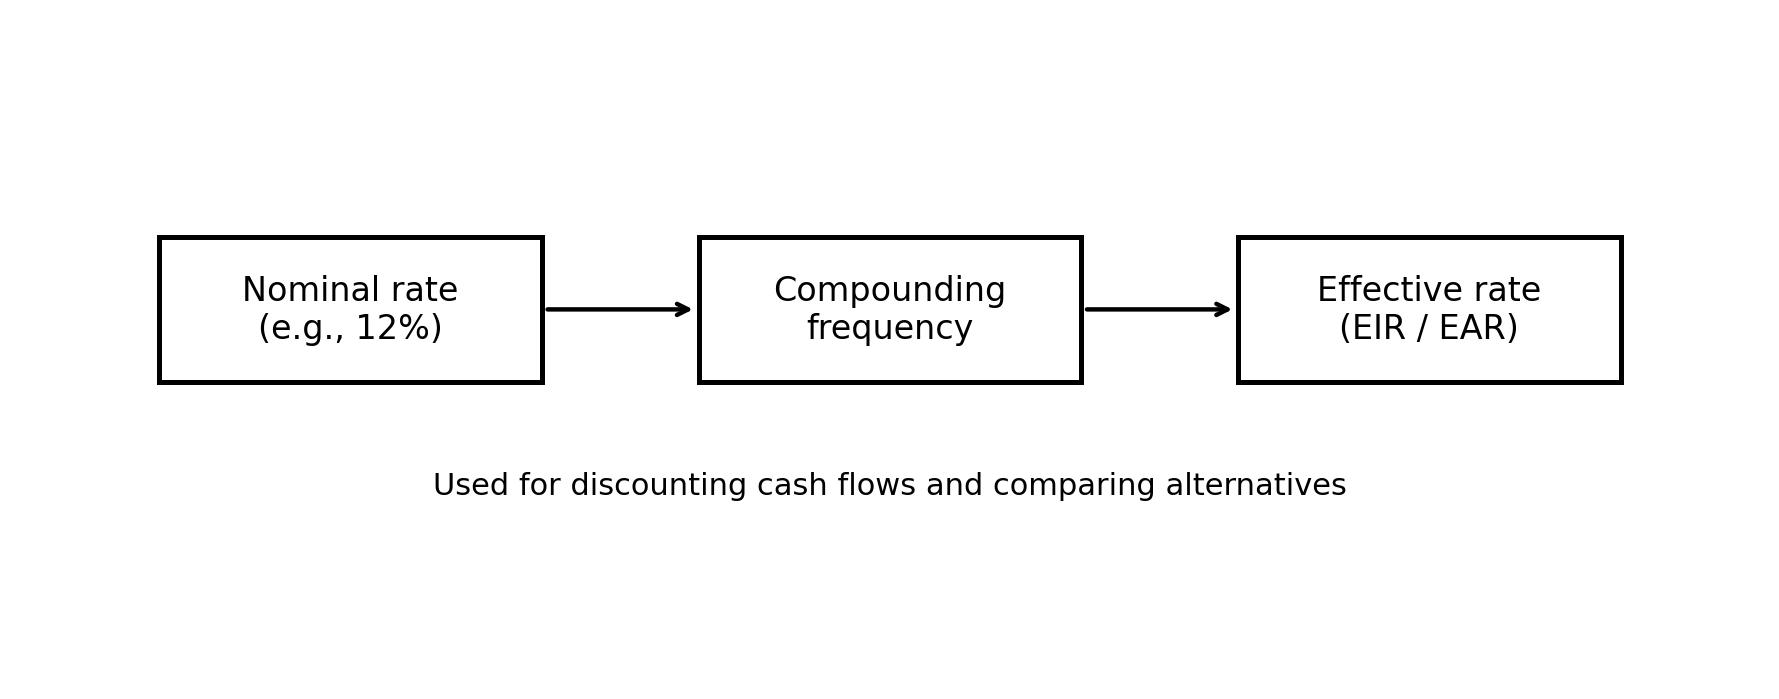 Nominal rate
(e.g., 12%)
Compounding
frequency
Effective rate
(EIR / EAR)
Used for discounting cash flows and comparing alternatives